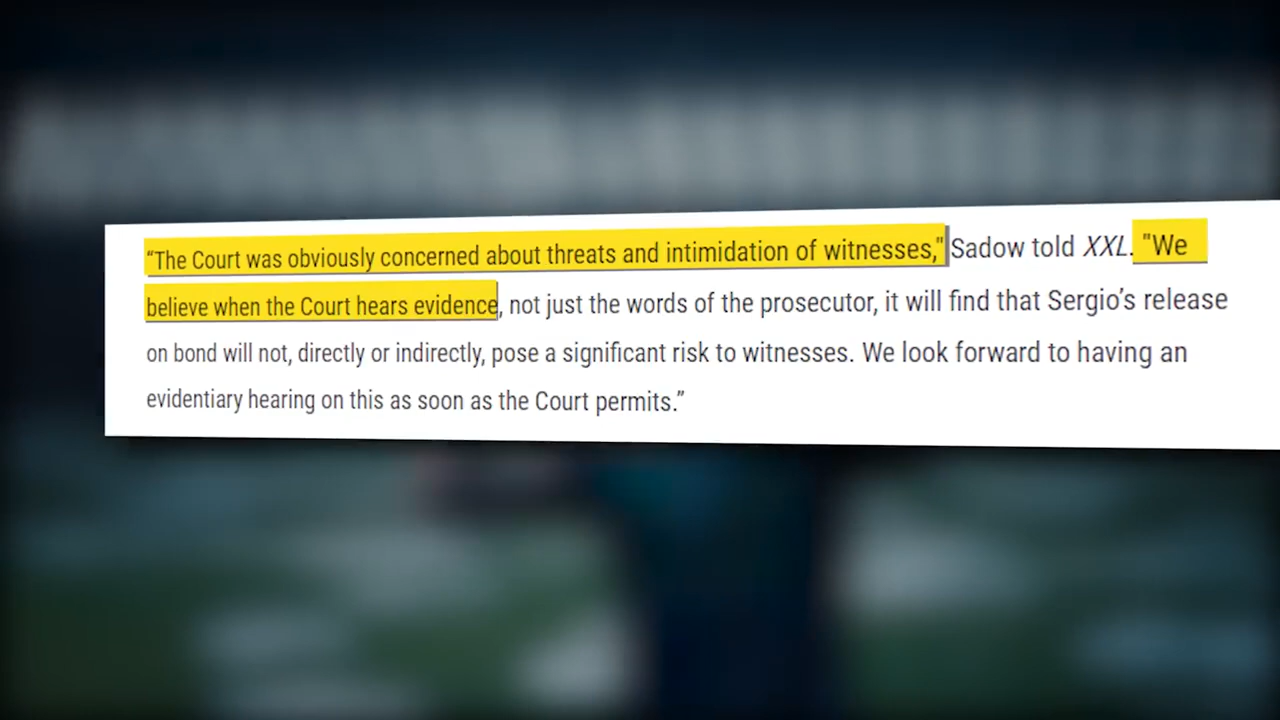 “The Court was obviously concerned about threats and intimidation of witnesses," Sadow told XXL. "We
believe when the Court hears evidence, not just the words of the prosecutor, it will find that Sergio’s release
on bond will not, directly or indirectly, pose a significant risk to witnesses. We look forward to having an
evidentiary hearing on this as soon as the Court permits.”